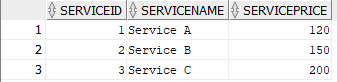 SERVICEID SERVICENAME SERVICEPRICE
1 1 Service A 120
2 2 Service B 150
3 3 Service C 200